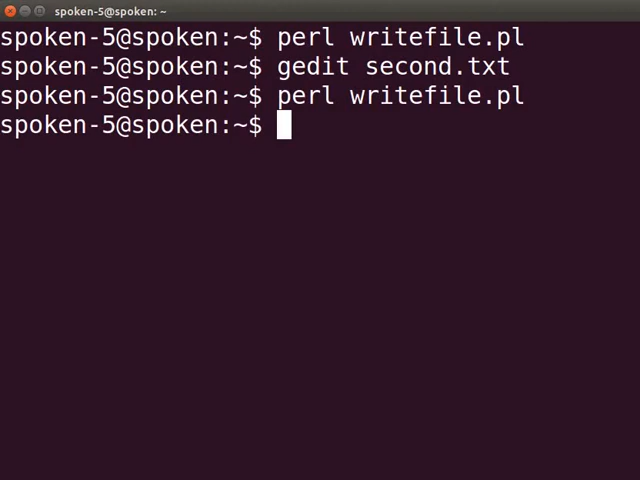 spoken-5@spoken: ~
spoken-5@spoken:~$ perl writefile.pl
spoken-5@spoken:~$ gedit second.txt
spoken-5@spoken:~$ perl writefile.pl
spoken-5@spoken:~$